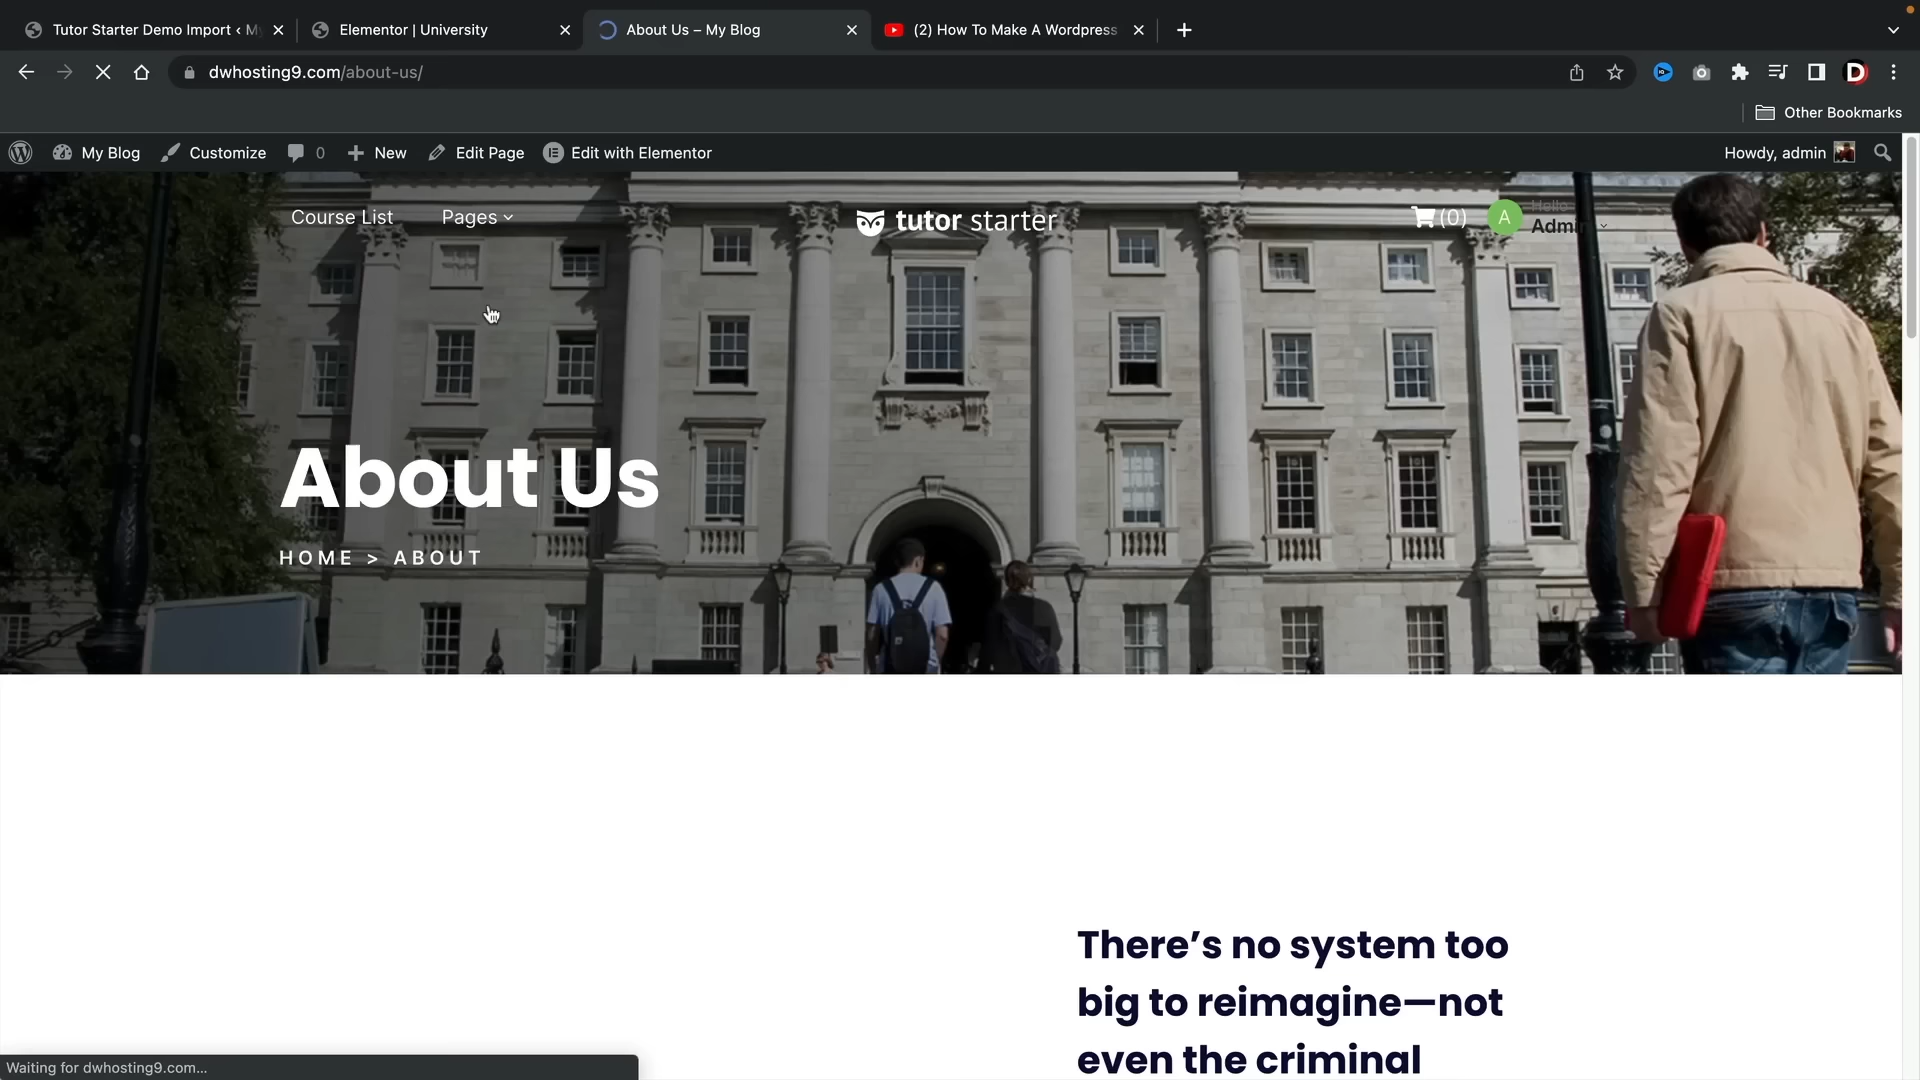 Tutor Starter Demo Import ‹ My
Elementor | University
About Us – My Blog
(2) How To Make A Wordpress
dwhosting9.com/about-us/
Other Bookmarks
My Blog
Customize
0
New
Edit Page
Edit with Elementor
Howdy, admin
Course List
Pages
tutor starter
(0)
A
Hello
Admin
About Us
HOME > ABOUT
There’s no system too
big to reimagine—not
even the criminal
Waiting for dwhosting9.com...